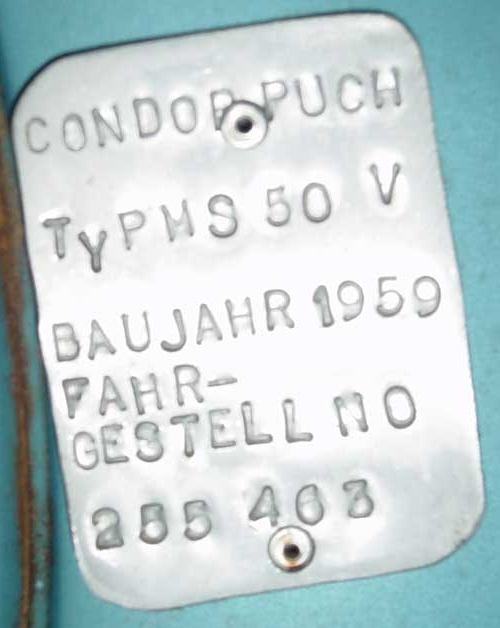 CONDOR PUCH
TyP MS 50 V
BAUJAHR 1959
FAHR-
GESTELL NO
255 463